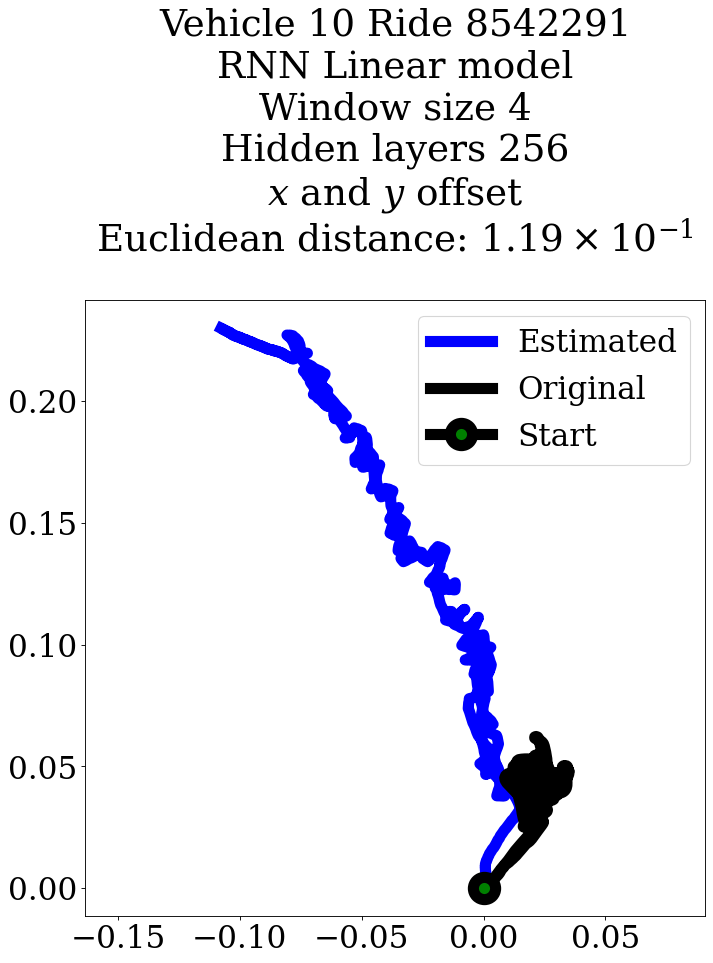 Vehicle 10 Ride 8542291
RNN Linear model
Window size 4
Hidden layers 256
x and y offset
Euclidean distance: 1.19 × 10⁻¹
Estimated
Original
Start
0.20
0.15
0.10
0.05
0.00
−0.15 −0.10 −0.05 0.00 0.05